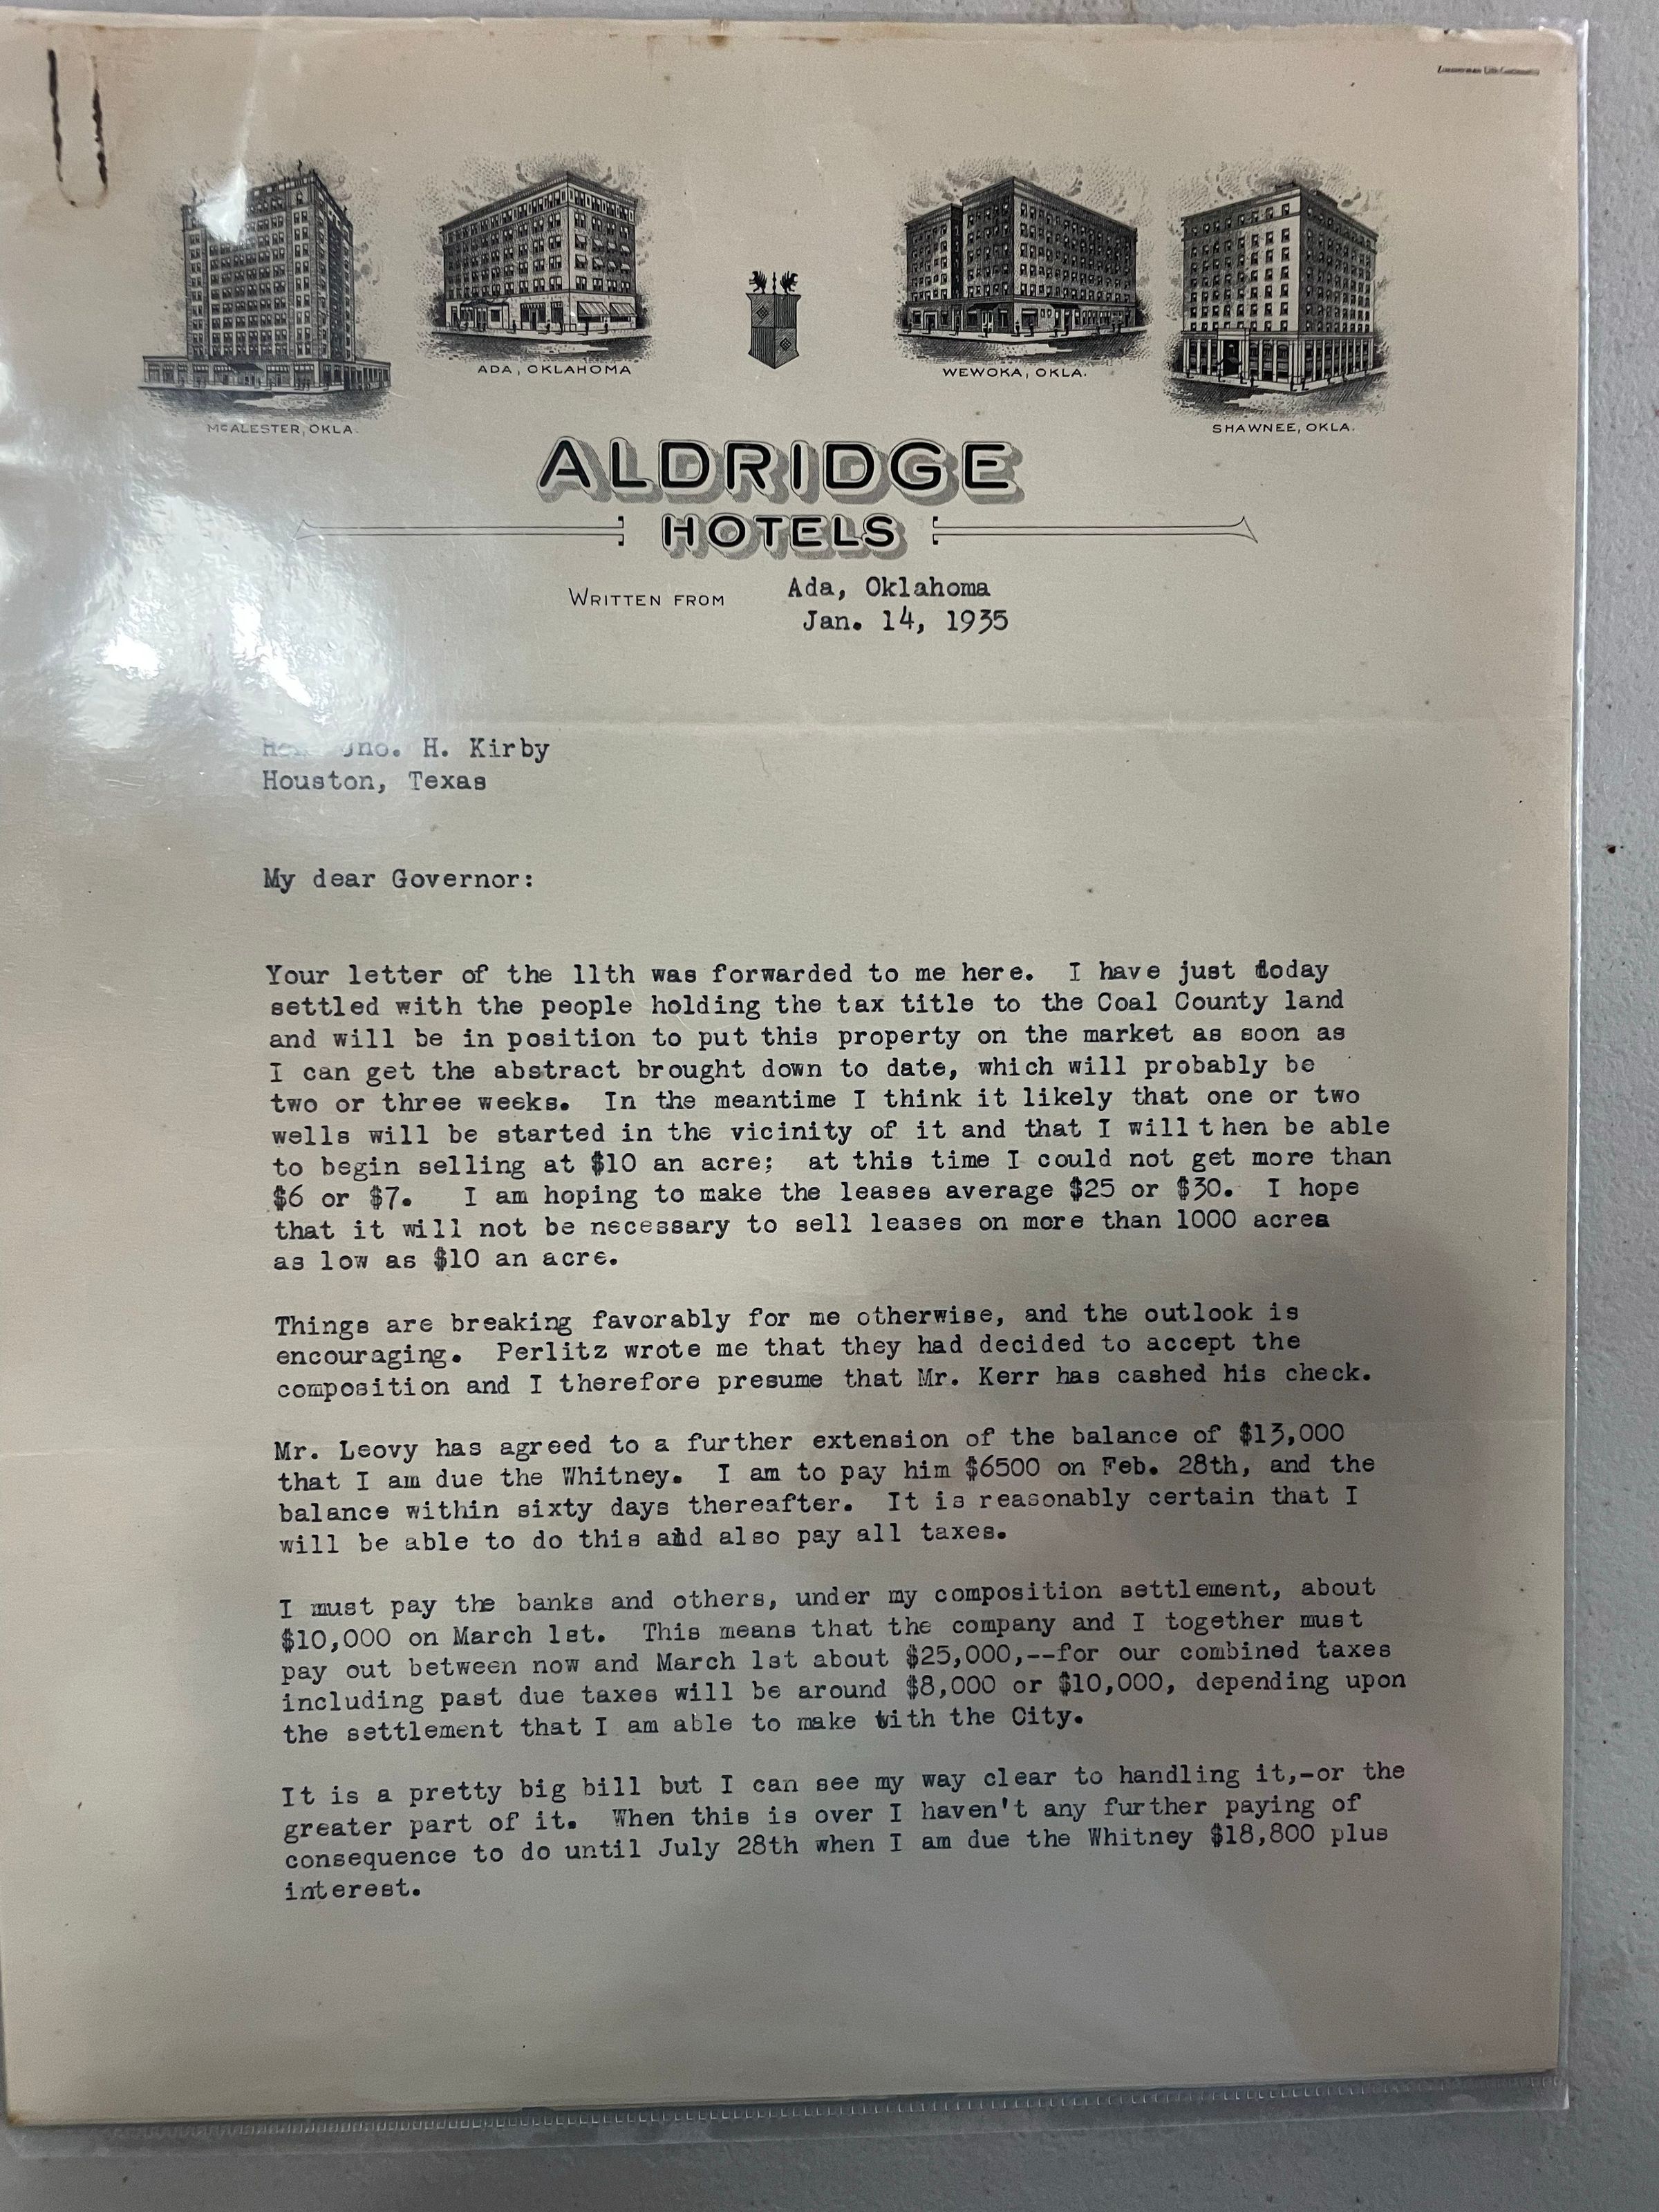 McALESTER, OKLA.
ADA, OKLAHOMA
WEWOKA, OKLA.
SHAWNEE, OKLA.
ALDRIDGE
HOTELS
WRITTEN FROM Ada, Oklahoma
Jan. 14, 1935
Jno. H. Kirby
Houston, Texas
My dear Governor:
Your letter of the 11th was forwarded to me here. I have just today
settled with the people holding the tax title to the Coal County land
and will be in position to put this property on the market as soon as
I can get the abstract brought down to date, which will probably be
two or three weeks. In the meantime I think it likely that one or two
wells will be started in the vicinity of it and that I will then be able
to begin selling at $10 an acre; at this time I could not get more than
$6 or $7. I am hoping to make the leases average $25 or $30. I hope
that it will not be necessary to sell leases on more than 1000 acres
as low as $10 an acre.
Things are breaking favorably for me otherwise, and the outlook is
encouraging. Perlitz wrote me that they had decided to accept the
composition and I therefore presume that Mr. Kerr has cashed his check.
Mr. Leovy has agreed to a further extension of the balance of $13,000
that I am due the Whitney. I am to pay him $6500 on Feb. 28th, and the
balance within sixty days thereafter. It is reasonably certain that I
will be able to do this and also pay all taxes.
I must pay the banks and others, under my composition settlement, about
$10,000 on March 1st. This means that the company and I together must
pay out between now and March 1st about $25,000,--for our combined taxes
including past due taxes will be around $8,000 or $10,000, depending upon
the settlement that I am able to make with the City.
It is a pretty big bill but I can see my way clear to handling it,-or the
greater part of it. When this is over I haven't any further paying of
consequence to do until July 28th when I am due the Whitney $18,800 plus
interest.